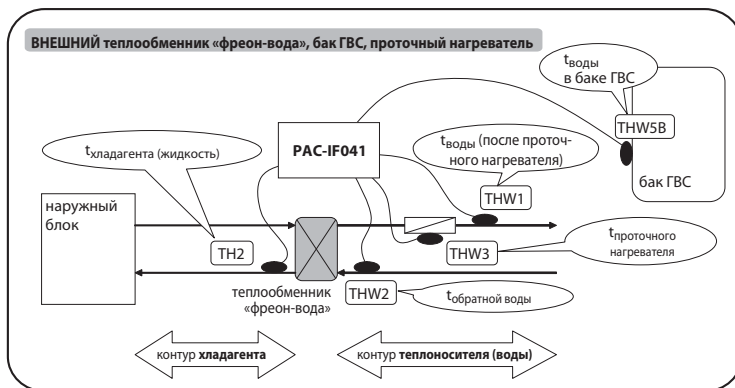 ВНЕШНИЙ теплообменник «фреон-вода», бак ГВС, проточный нагреватель
tводы
в баке ГВС
THW5B
бак ГВС
PAC-IF041
tводы (после проточ-
ного нагревателя)
THW1
tхладагента (жидкость)
наружный
блок
TH2
THW3
tпроточного
нагревателя
теплообменник
«фреон-вода»
THW2
tобратной воды
контур хладагента
контур теплоносителя (воды)